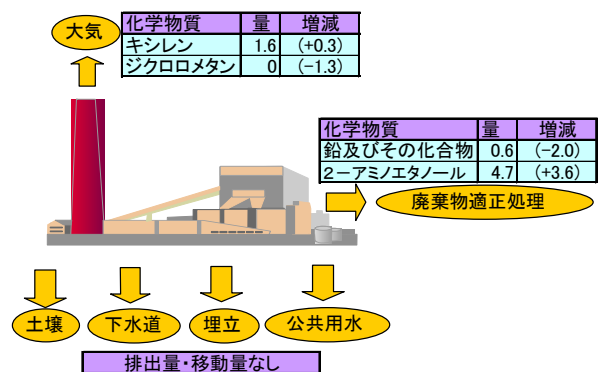 大気
化学物質 量 増減
キシレン 1.6 (+0.3)
ジクロロメタン 0 (-1.3)
化学物質 量 増減
鉛及びその化合物 0.6 (-2.0)
2-アミノエタノール 4.7 (+3.6)
廃棄物適正処理
土壌 下水道 埋立 公共用水
排出量・移動量なし